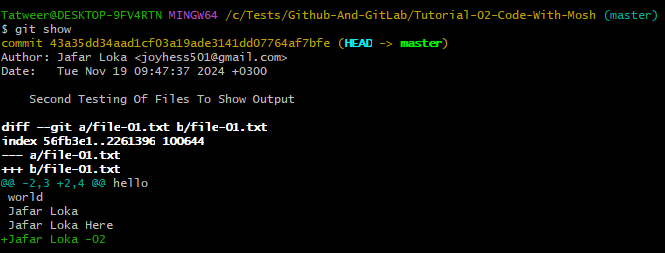 Tatweer@DESKTOP-9FV4RTN MINGW64 /c/Tests/Github-And-GitLab/Tutorial-02-Code-With-Mosh (master)
$ git show
commit 43a35dd34aad1cf03a19ade3141dd07764af7bfe (HEAD -> master)
Author: Jafar Loka <joyhess501@gmail.com>
Date:   Tue Nov 19 09:47:37 2024 +0300

    Second Testing Of Files To Show Output

diff --git a/file-01.txt b/file-01.txt
index 56fb3e1..2261396 100644
--- a/file-01.txt
+++ b/file-01.txt
@@ -2,3 +2,4 @@ hello
 world
 Jafar Loka
 Jafar Loka Here
+Jafar Loka -02